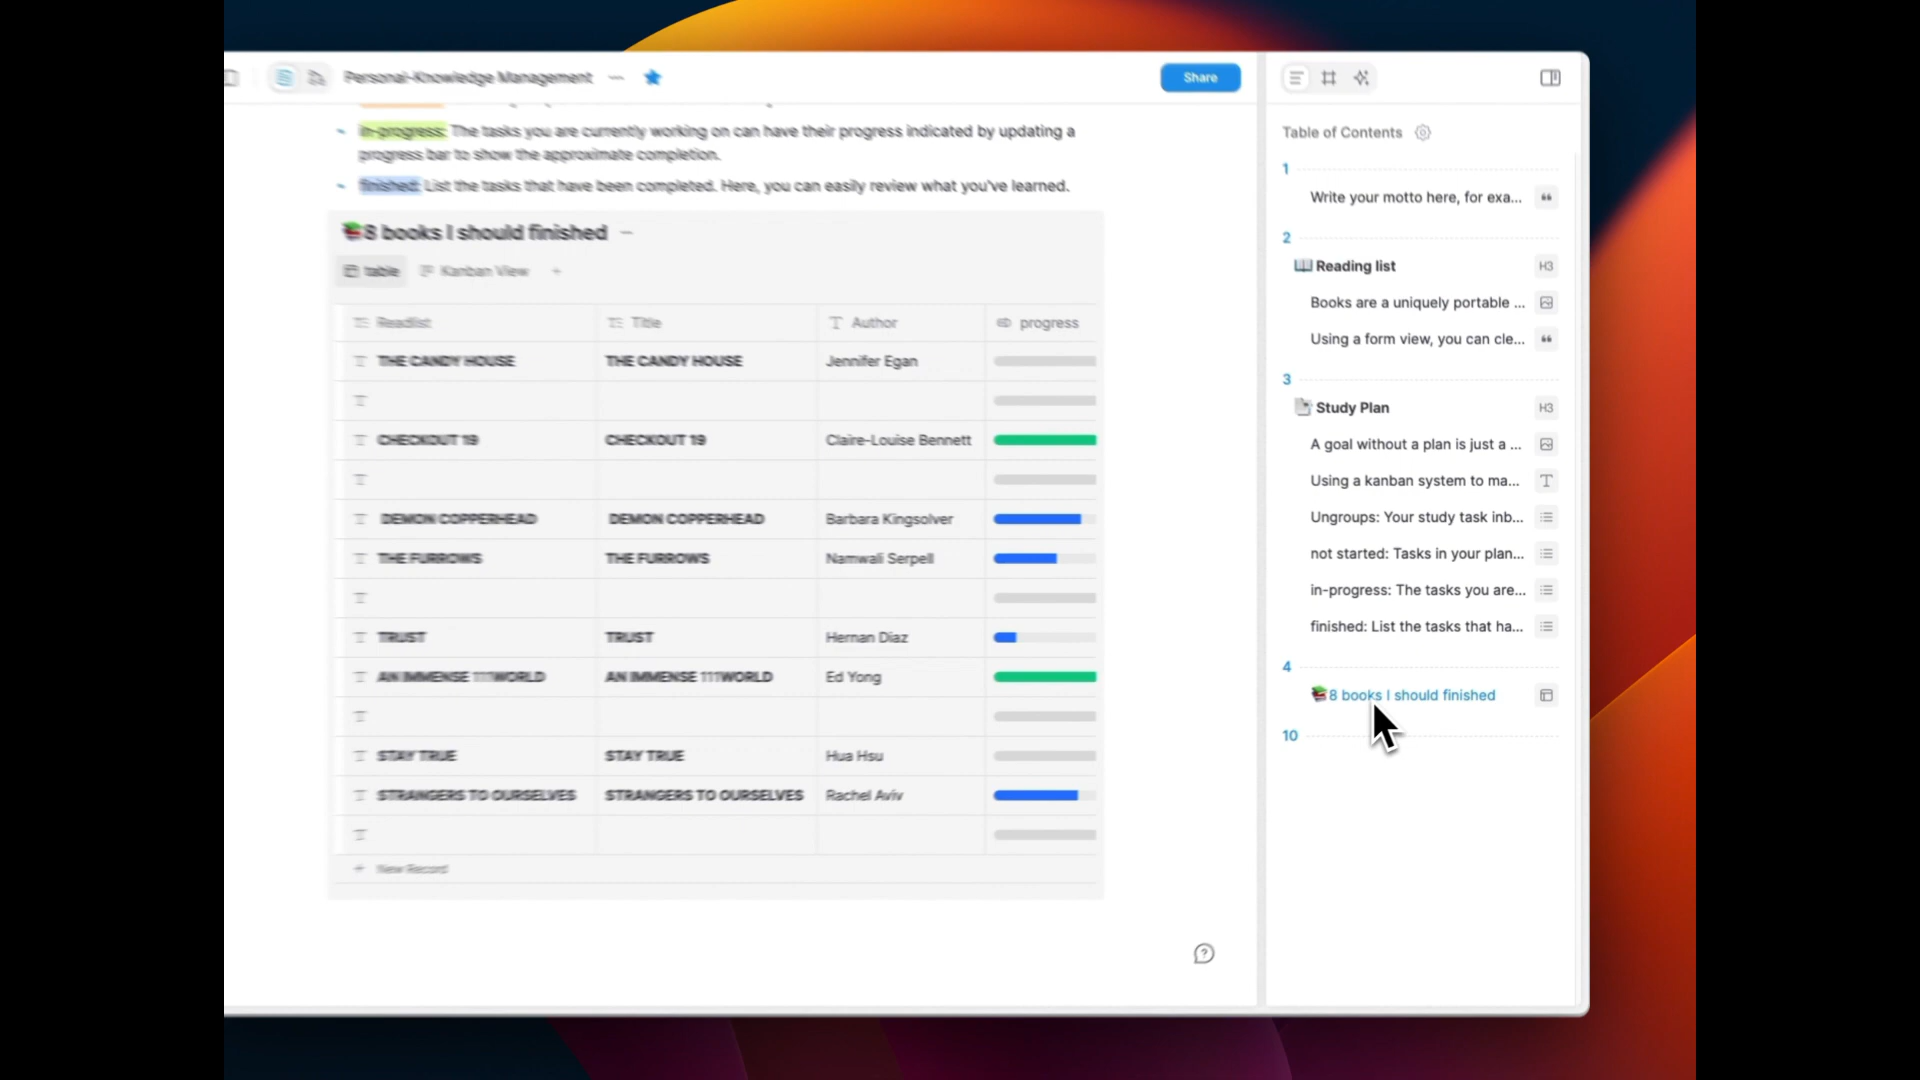 Personal-Knowledge Management
Share
in-progress: The tasks you are currently working on can have their progress indicated by updating a
progress bar to show the approximate completion.
finished: List the tasks that have been completed. Here, you can easily review what you've learned.
8 books I should finished
table Kanban View +
Readlist Title Author progress
THE CANDY HOUSE THE CANDY HOUSE Jennifer Egan
CHECKOUT 19 CHECKOUT 19 Claire-Louise Bennett
DEMON COPPERHEAD DEMON COPPERHEAD Barbara Kingsolver
THE FURROWS THE FURROWS Namwali Serpell
TRUST TRUST Hernan Diaz
AN IMMENSE 111WORLD AN IMMENSE 111WORLD Ed Yong
STAY TRUE STAY TRUE Hua Hsu
STRANGERS TO OURSELVES STRANGERS TO OURSELVES Rachel Aviv
+ New Record
Table of Contents
1
Write your motto here, for exa...
2
Reading list H3
Books are a uniquely portable ...
Using a form view, you can cle...
3
Study Plan H3
A goal without a plan is just a ...
Using a kanban system to ma...
Ungroups: Your study task inb...
not started: Tasks in your plan...
in-progress: The tasks you are...
finished: List the tasks that ha...
4
8 books I should finished
10